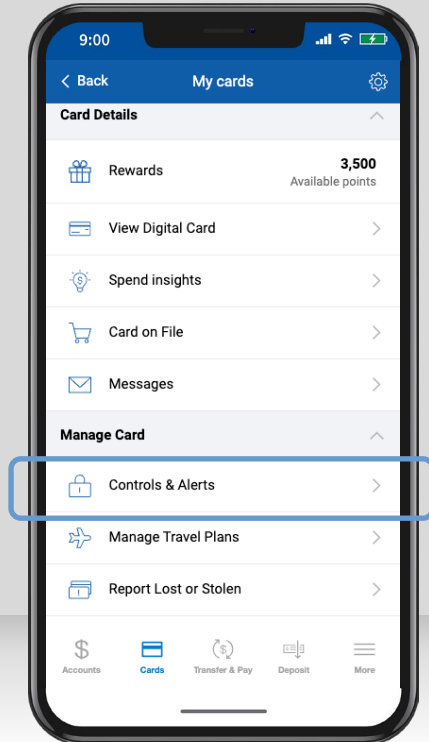 9:00
Back
My cards
Card Details
Rewards
3,500
Available points
View Digital Card
Spend insights
Card on File
Messages
Manage Card
Controls & Alerts
Manage Travel Plans
Report Lost or Stolen
Accounts Cards Transfer & Pay Deposit More